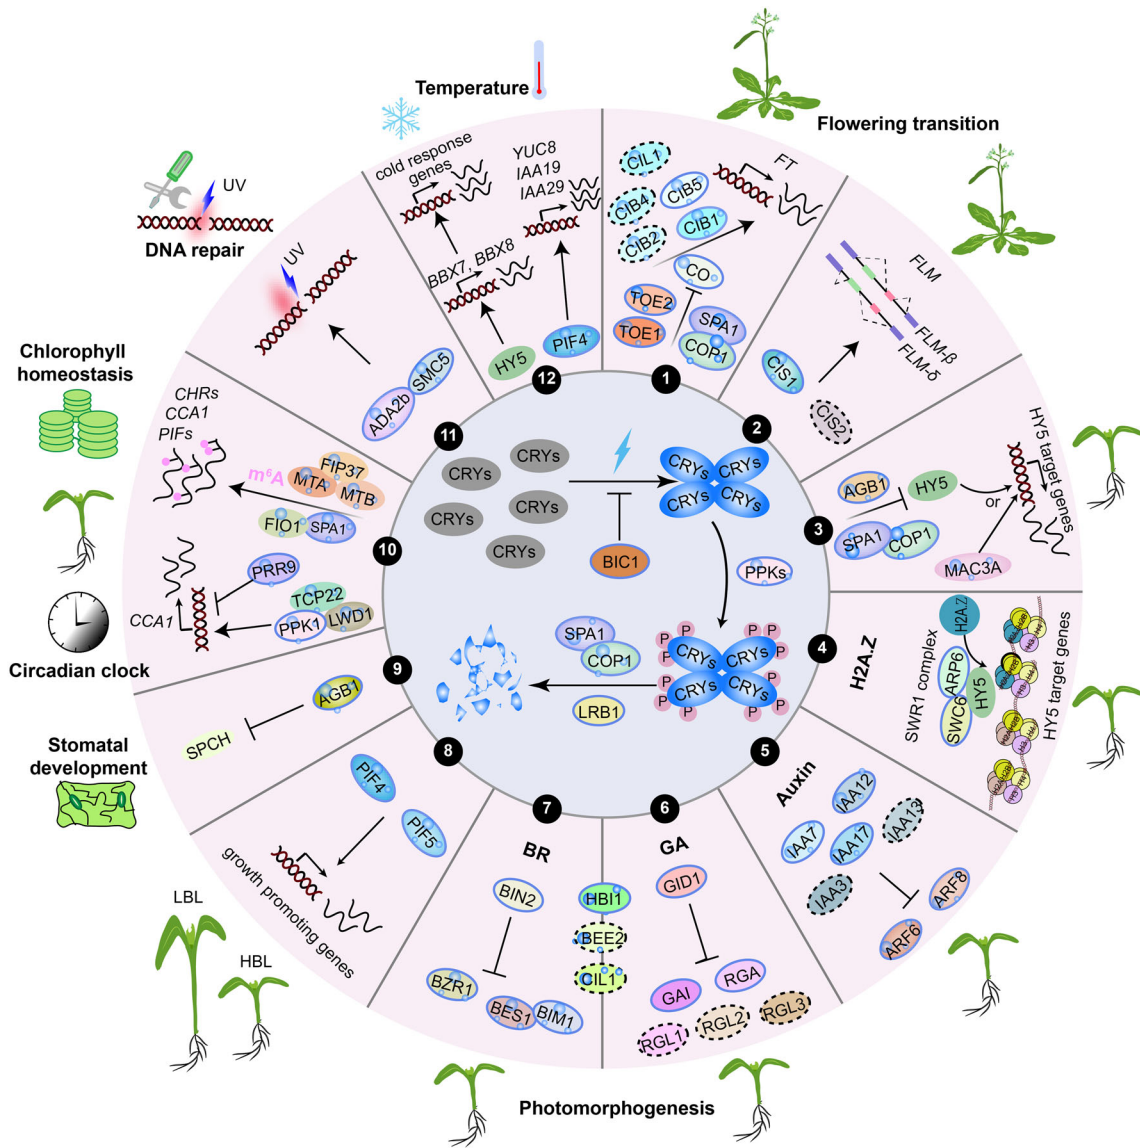 Temperature
Flowering transition
UV
DNA repair
Chlorophyll
homeostasis
Circadian clock
Stomatal
development
LBL
HBL
Photomorphogenesis
CRYs
CRYs
CRYs
CRYs
CRYs
CRYs
CRYs
CRYs
CRYs
BIC1
PPKs
P
P
P
P
P
P
P
P
P
P
P
P
CRYs
CRYs
CRYs
CRYs
SPA1
COP1
LRB1
1
CIL1
CIB4
CIB2
CIB5
CIB1
FT
CO
TOE2
TOE1
SPA1
COP1
2
CIS1
CIS2
FLM
FLM-β
FLM-δ
3
AGB1
HY5
SPA1
COP1
MAC3A
or
HY5 target genes
4
H2A.Z
SWR1 complex
H2A.Z
ARP6
SWC6
HY5
HY5 target genes
5
Auxin
IAA12
IAA7
IAA17
IAA13
IAA3
ARF8
ARF6
6
GA
GID1
GAI
RGA
RGL1
RGL2
RGL3
HBI1
BEE2
CIL1
7
BR
BIN2
BZR1
BES1
BIM1
8
PIF4
PIF5
growth promoting genes
9
AGB1
SPCH
10
CHRs
CCA1
PIFs
m⁶A
FIP37
MTA
MTB
FIO1
SPA1
PRR9
TCP22
PPK1
LWD1
CCA1
11
UV
SMC5
ADA2b
12
cold response
genes
BBX7, BBX8
HY5
YUC8
IAA19
IAA29
PIF4